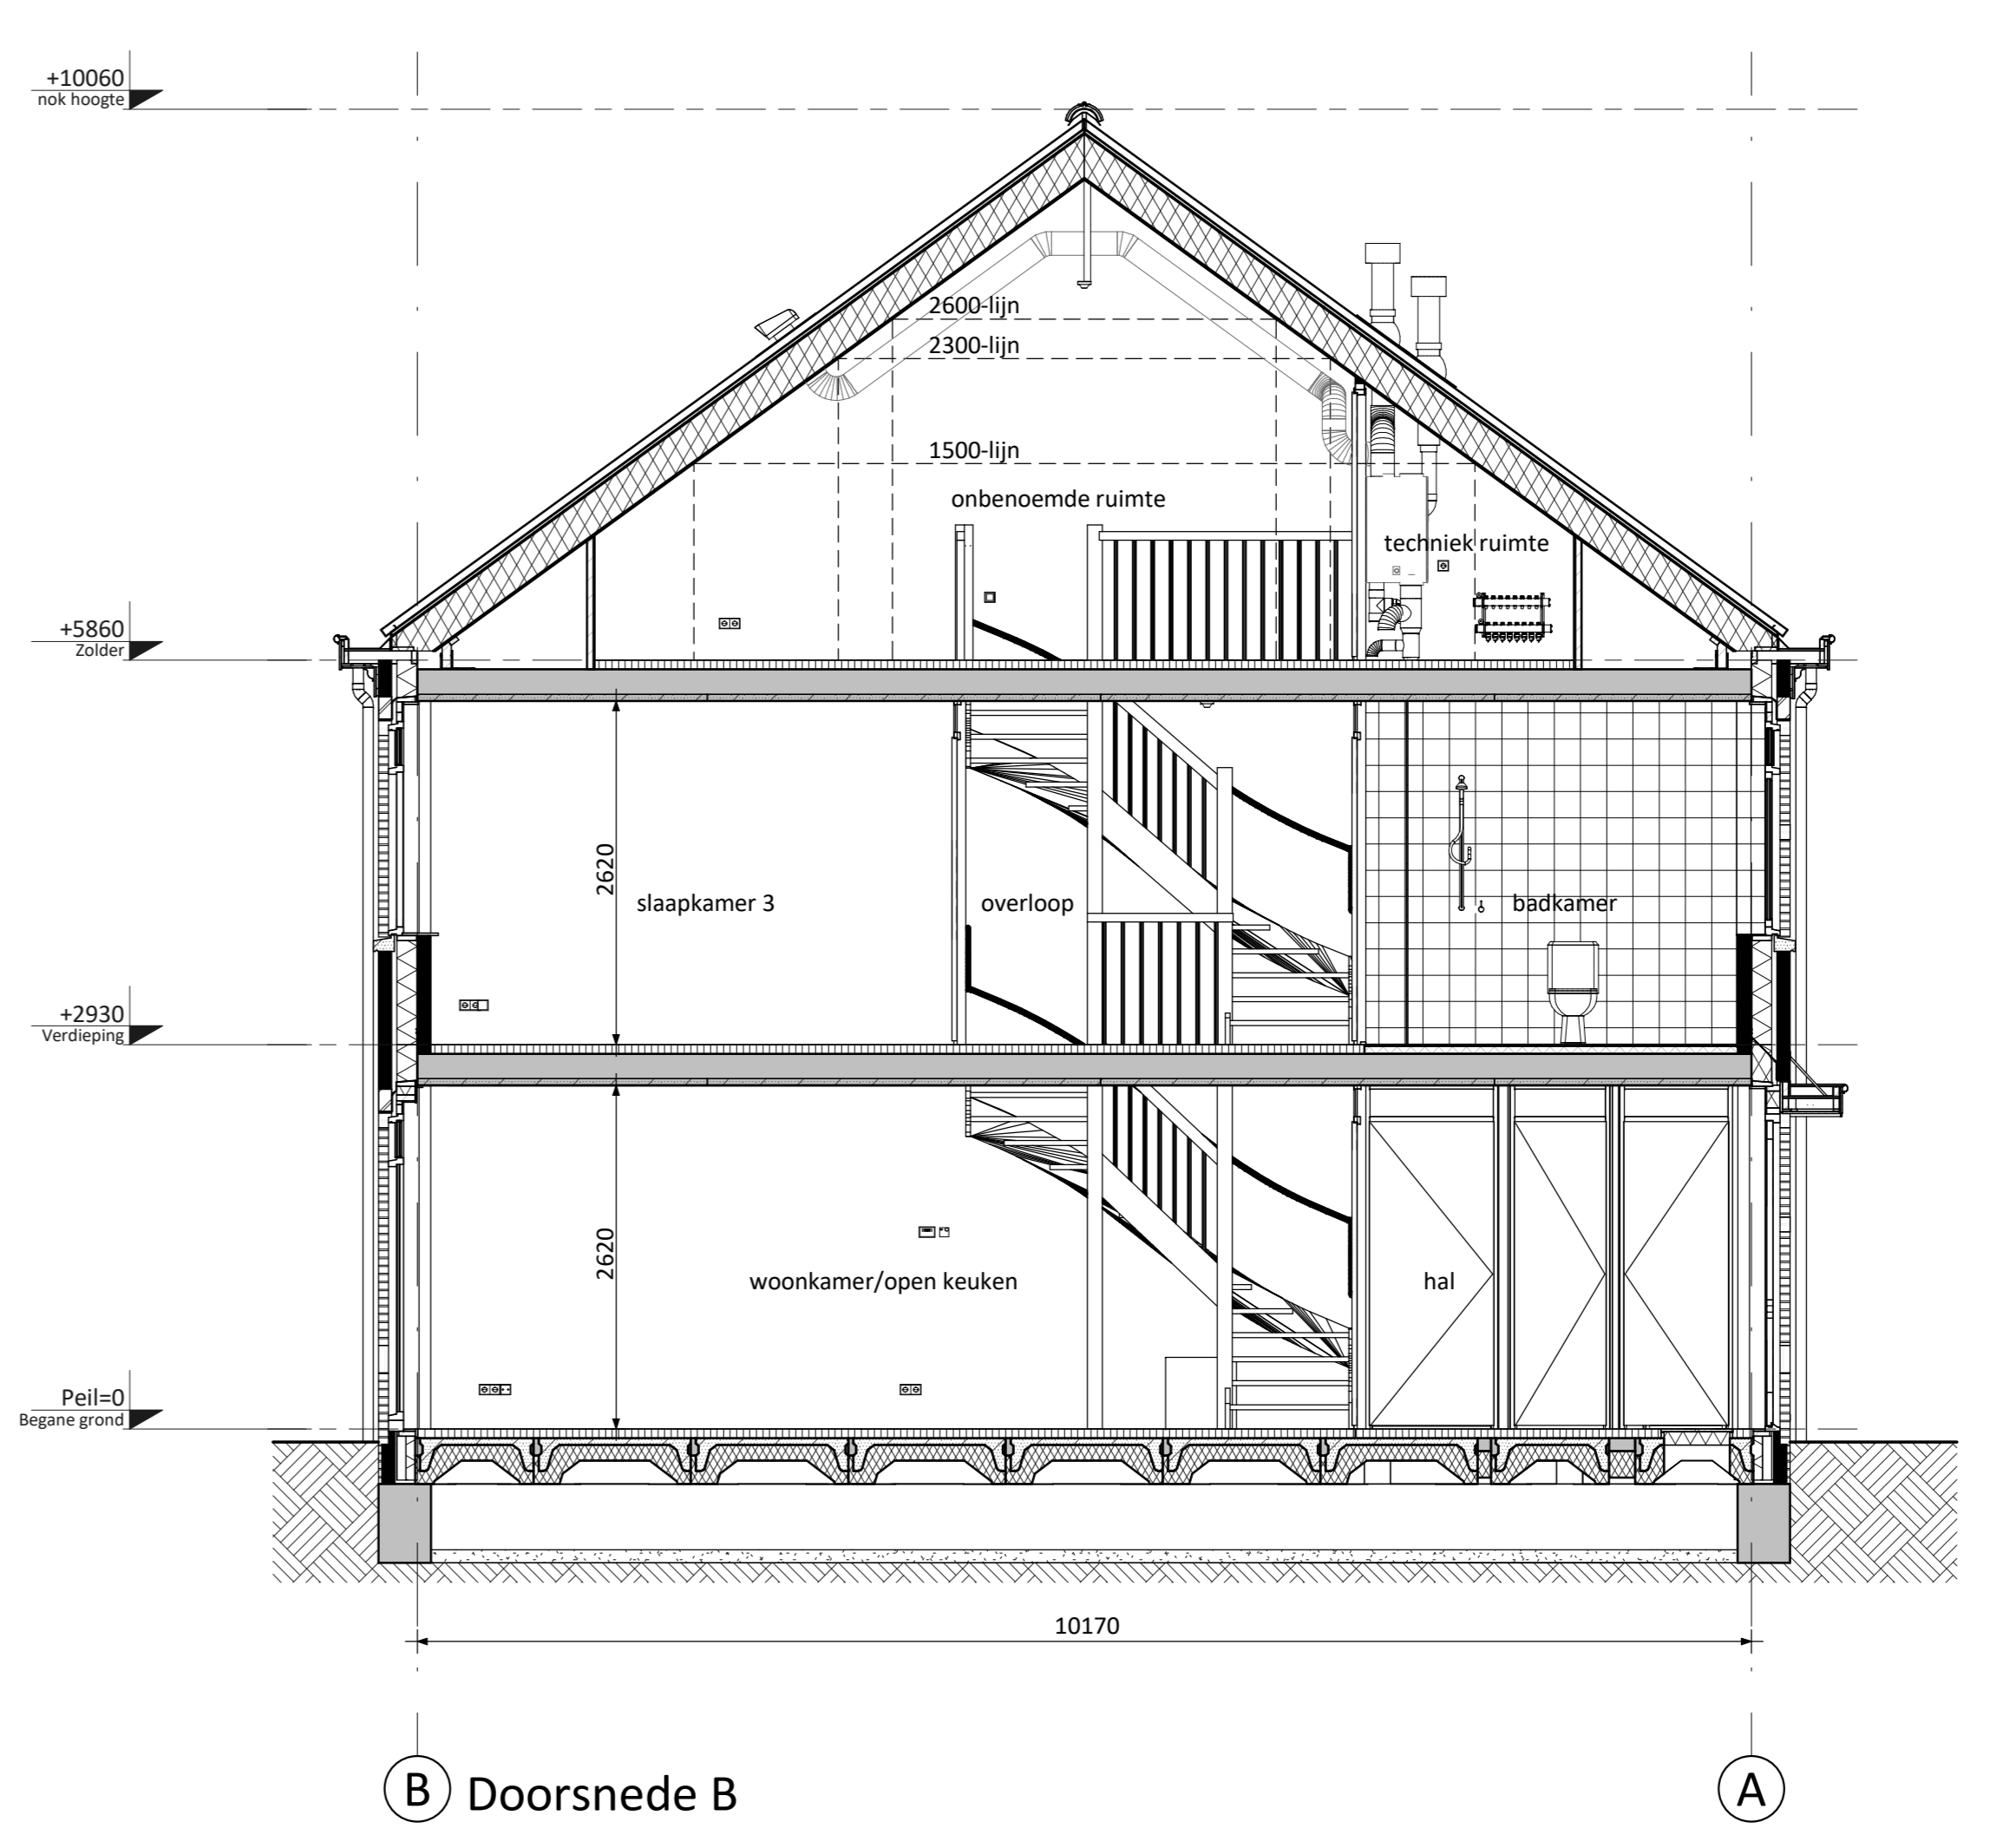 +10060
nok hoogte
2600-lijn
2300-lijn
1500-lijn
onbenoemde ruimte
techniek ruimte
+5860
Zolder
2620
slaapkamer 3
overloop
badkamer
+2930
Verdieping
2620
woonkamer/open keuken
hal
Peil=0
Begane grond
10170
B
Doorsnede B
A